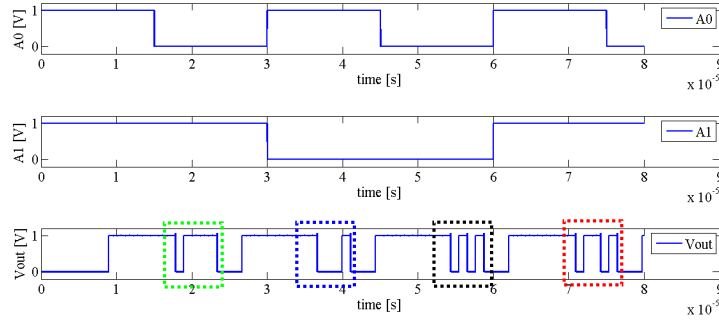 A0 [V]
1
0
A0
0 1 2 3 4 5 6 7 8 9
time [s]
x 10⁻⁵
A1 [V]
1
0
A1
0 1 2 3 4 5 6 7 8 9
time [s]
x 10⁻⁵
Vout [V]
1
0
Vout
0 1 2 3 4 5 6 7 8 9
time [s]
x 10⁻⁵